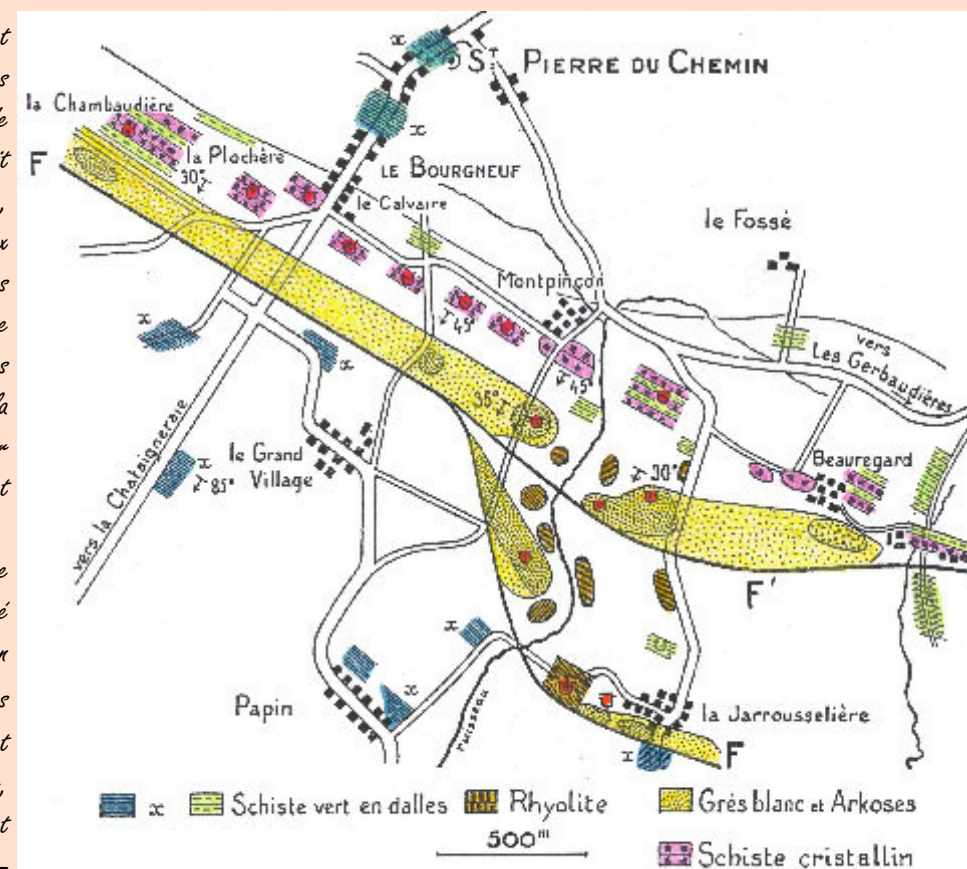 St PIERRE DU CHEMIN
x
la Chambaudière
x
la Plochère
30°
F
LE BOURGNEUF
le Calvaire
le Fossé
Montpinçon
x
45°
vers
Les Gerbaudières
45°
x
35°
vers la Chataigneraie
le Grand
Village
x
85°
30°
Beauregard
F'
x
Papin
x
Ruisseau
la Jarrousselière
x
F
x
Schiste vert en dalles
Rhyolite
Grès blanc et Arkoses
500m
Schiste cristallin